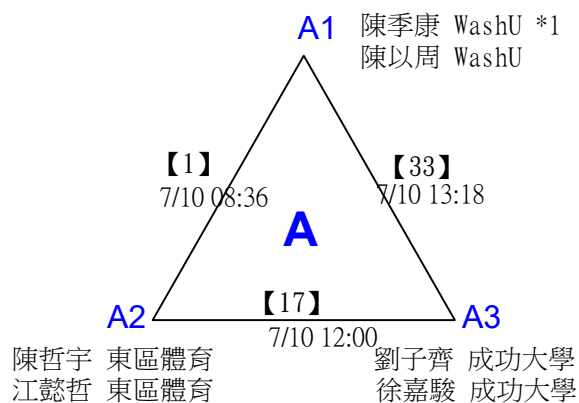 A1
陳季康 WashU *1
陳以周 WashU
【1】
7/10 08:36
【33】
7/10 13:18
A
A2
【17】
7/10 12:00
A3
陳哲宇 東區體育
江懿哲 東區體育
劉子齊 成功大學
徐嘉駿 成功大學